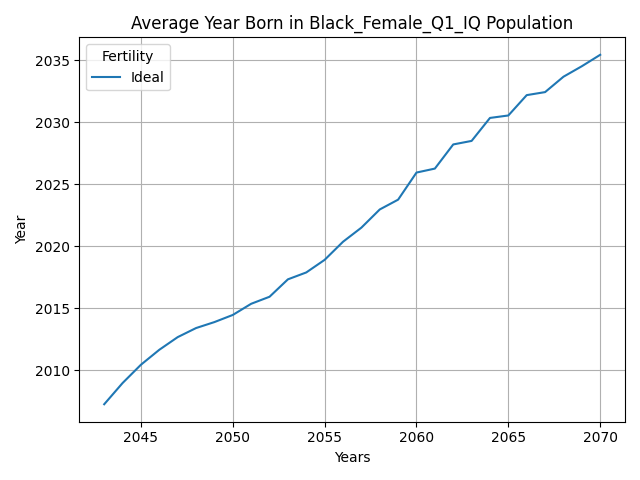 Average Year Born in Black_Female_Q1_IQ Population
Fertility
Ideal
Year
2035
2030
2025
2020
2015
2010
2045 2050 2055 2060 2065 2070
Years